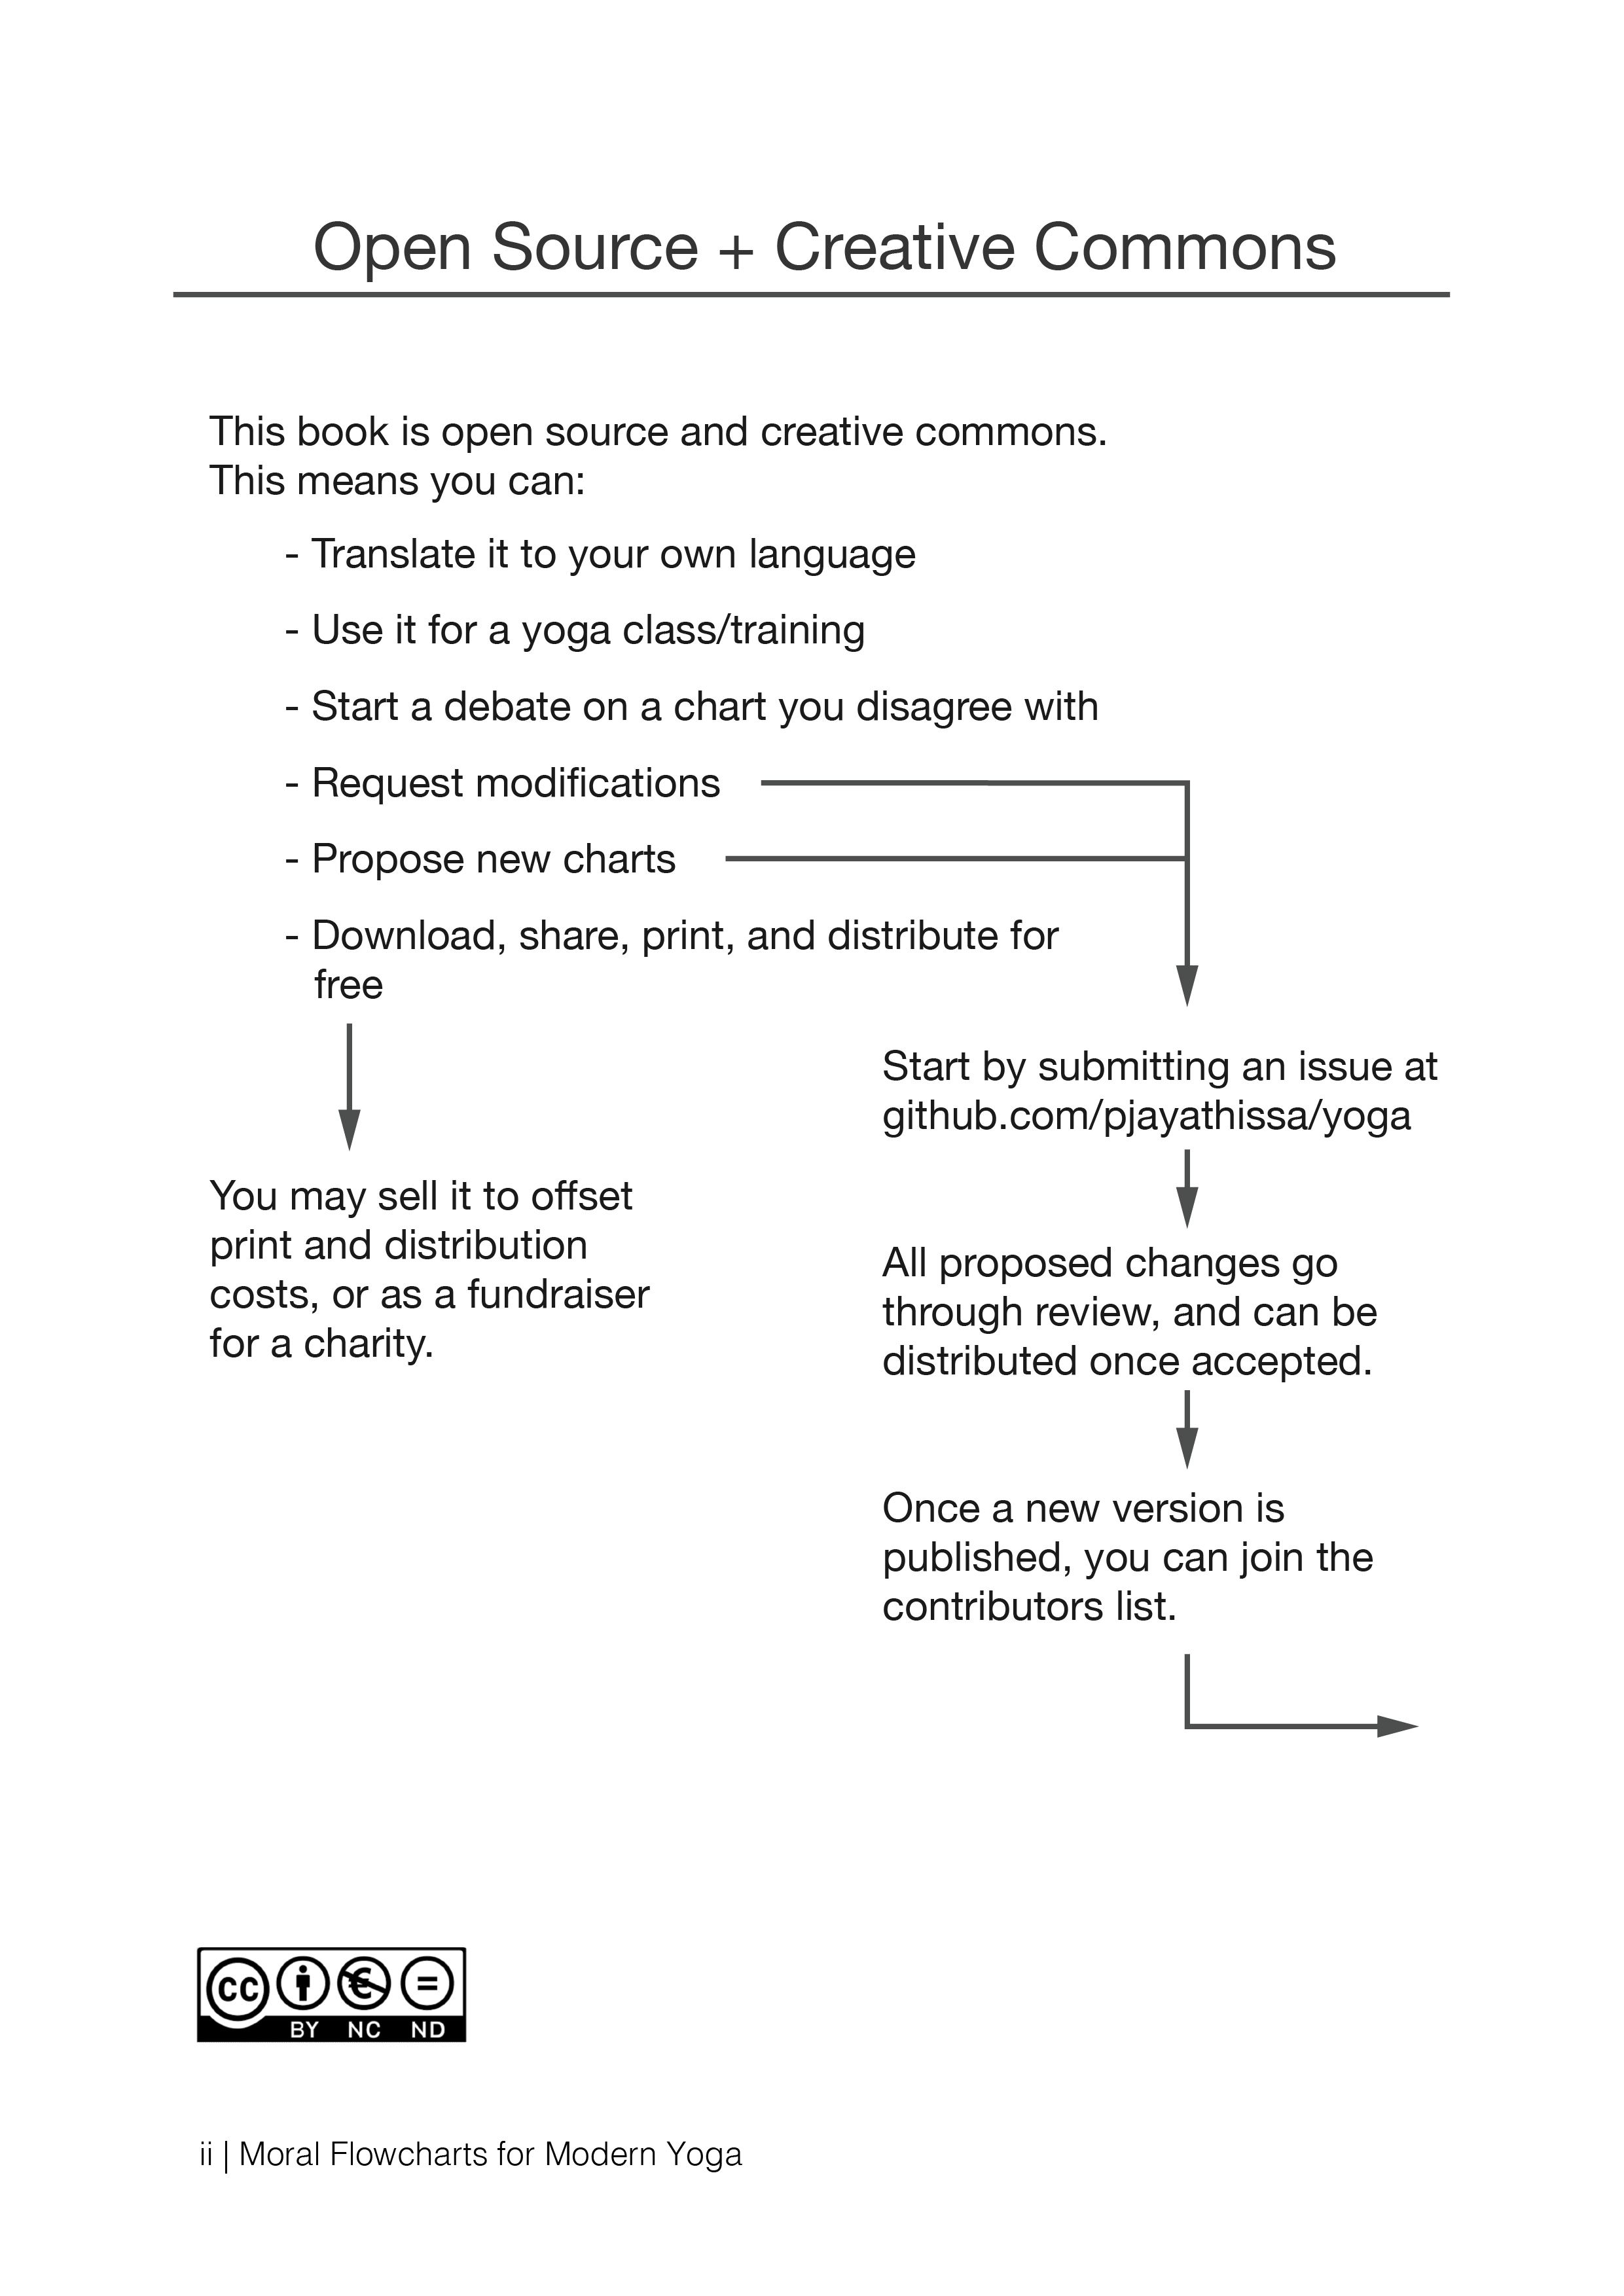 Open Source + Creative Commons
This book is open source and creative commons.
This means you can:
- Translate it to your own language
- Use it for a yoga class/training
- Start a debate on a chart you disagree with
- Request modifications
- Propose new charts
- Download, share, print, and distribute for
free
You may sell it to offset
print and distribution
costs, or as a fundraiser
for a charity.
Start by submitting an issue at
github.com/pjayathissa/yoga
All proposed changes go
through review, and can be
distributed once accepted.
Once a new version is
published, you can join the
contributors list.
cc € =
BY NC ND
ii | Moral Flowcharts for Modern Yoga